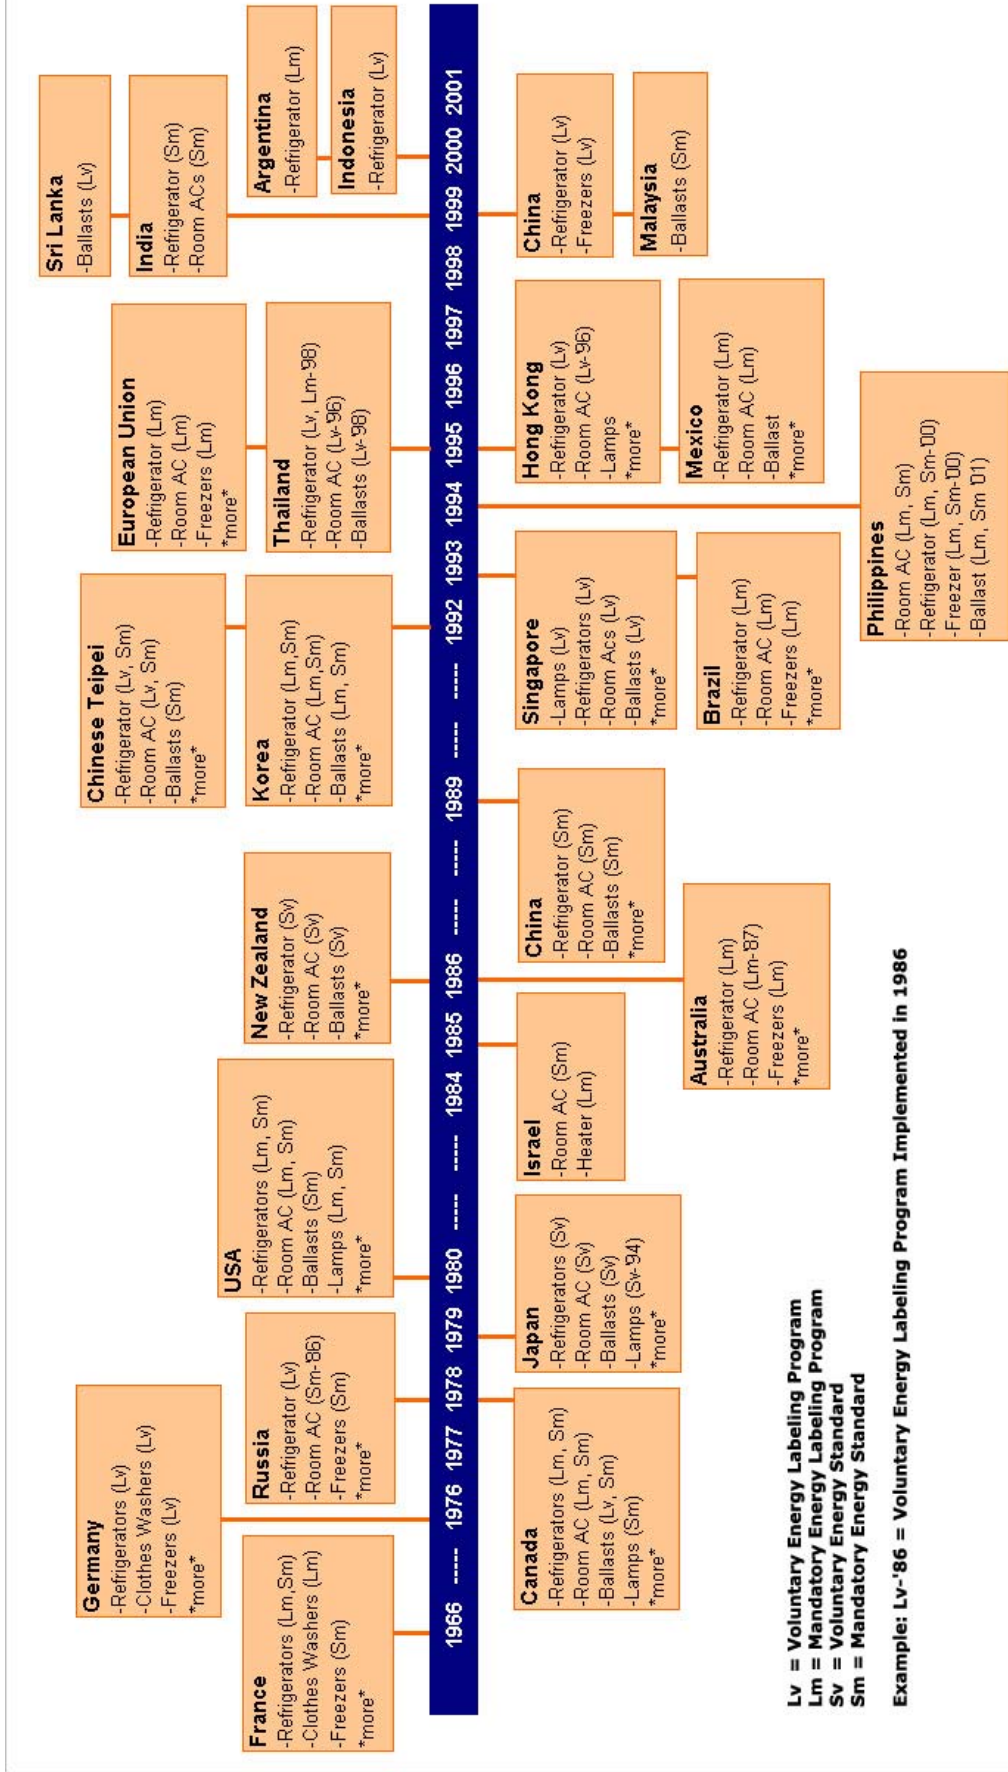 Germany
-Refrigerators (Lv)
-Clothes Washers (Lv)
-Freezers (Lv)
*more*
France
-Refrigerators (Lm,Sm)
-Clothes Washers (Lm)
-Freezers (Sm)
*more*
Russia
-Refrigerator (Lv)
-Room AC (Sm-'86)
-Freezers (Sm)
*more*
USA
-Refrigerators (Lm, Sm)
-Room AC (Lm, Sm)
-Ballasts (Sm)
-Lamps (Lm, Sm)
*more*
New Zealand
-Refrigerator (Sv)
-Room AC (Sv)
-Ballasts (Sv)
*more*
Chinese Teipei
-Refrigerator (Lv, Sm)
-Room AC (Lv, Sm)
-Ballasts (Sm)
*more*
Korea
-Refrigerator (Lm,Sm)
-Room AC (Lm,Sm)
-Ballasts (Lm, Sm)
*more*
European Union
-Refrigerator (Lm)
-Room AC (Lm)
-Freezers (Lm)
*more*
Thailand
-Refrigerator (Lv, Lm-'98)
-Room AC (Lv-'96)
-Ballasts (Lv-'98)
Sri Lanka
-Ballasts (Lv)
India
-Refrigerator (Sm)
-Room ACs (Sm)
Argentina
-Refrigerator (Lm)
Indonesia
-Refrigerator (Lv)
1966 ----- 1976 1977 1978 1979 1980 ----- ----- 1984 1985 1986 ----- ----- 1989 ----- ----- 1992 1993 1994 1995 1996 1997 1998 1999 2000 2001
Canada
-Refrigerators (Lm, Sm)
-Room AC (Lm, Sm)
-Ballasts (Lv, Sm)
-Lamps (Sm)
*more*
Japan
-Refrigerators (Sv)
-Room AC (Sv)
-Ballasts (Sv)
-Lamps (Sv-'94)
*more*
Israel
-Room AC (Sm)
-Heater (Lm)
Australia
-Refrigerator (Lm)
-Room AC (Lm-'87)
-Freezers (Lm)
*more*
China
-Refrigerator (Sm)
-Room AC (Sm)
-Ballasts (Sm)
*more*
Singapore
-Lamps (Lv)
-Refrigerators (Lv)
-Room Acs (Lv)
-Ballasts (Lv)
*more*
Brazil
-Refrigerator (Lm)
-Room AC (Lm)
-Freezers (Lm)
*more*
Philippines
-Room AC (Lm, Sm)
-Refrigerator (Lm, Sm-'00)
-Freezer (Lm, Sm-'00)
-Ballast (Lm, Sm '01)
Hong Kong
-Refrigerator (Lv)
-Room AC (Lv-'96)
-Lamps
*more*
Mexico
-Refrigerator (Lm)
-Room AC (Lm)
-Ballast
*more*
China
-Refrigerator (Lv)
-Freezers (Lv)
Malaysia
-Ballasts (Sm)
Lv = Voluntary Energy Labeling Program
Lm = Mandatory Energy Labeling Program
Sv = Voluntary Energy Standard
Sm = Mandatory Energy Standard
Example: Lv-'86 = Voluntary Energy Labeling Program Implemented in 1986